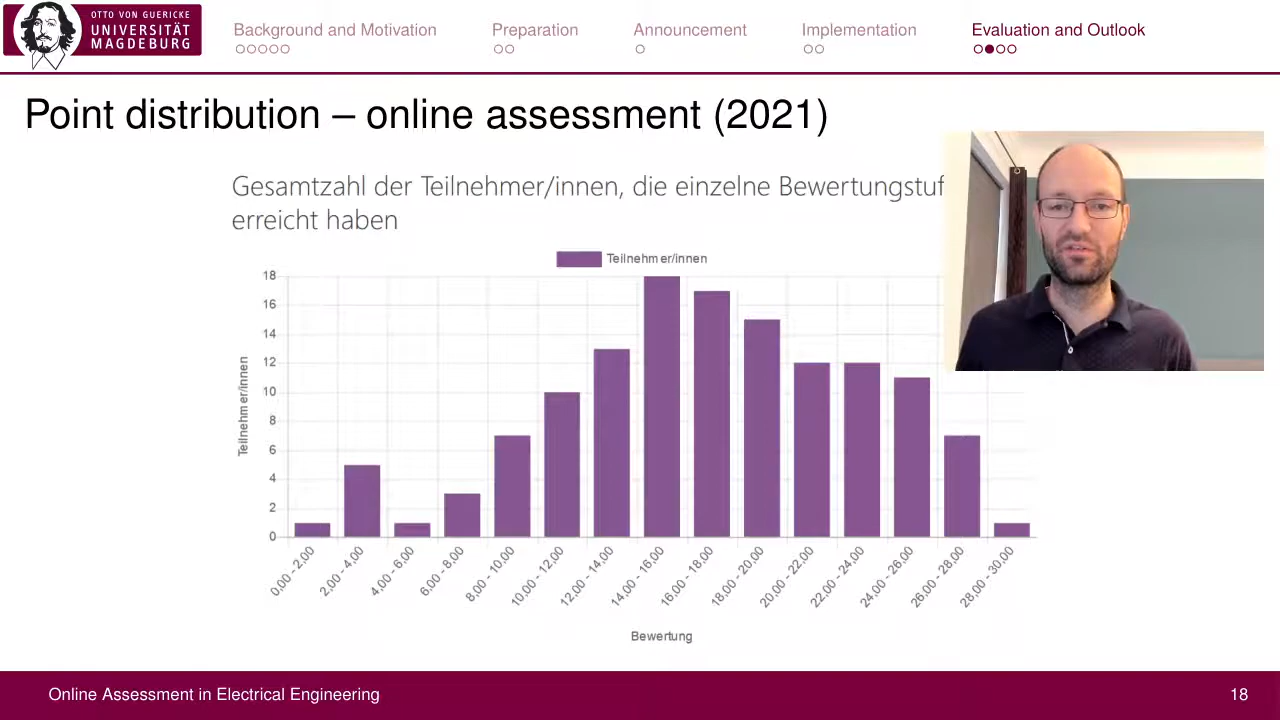 OTTO VON GUERICKE
UNIVERSITÄT
MAGDEBURG
Background and Motivation
Preparation
Announcement
Implementation
Evaluation and Outlook
Point distribution – online assessment (2021)
Gesamtzahl der Teilnehmer/innen, die einzelne Bewertungstuf
erreicht haben
Teilnehmer/innen
18
16
14
12
10
8
6
4
2
0
Teilnehmer/innen
0,00 - 2,00
2,00 - 4,00
4,00 - 6,00
6,00 - 8,00
8,00 - 10,00
10,00 - 12,00
12,00 - 14,00
14,00 - 16,00
16,00 - 18,00
18,00 - 20,00
20,00 - 22,00
22,00 - 24,00
24,00 - 26,00
26,00 - 28,00
28,00 - 30,00
Bewertung
Online Assessment in Electrical Engineering
18